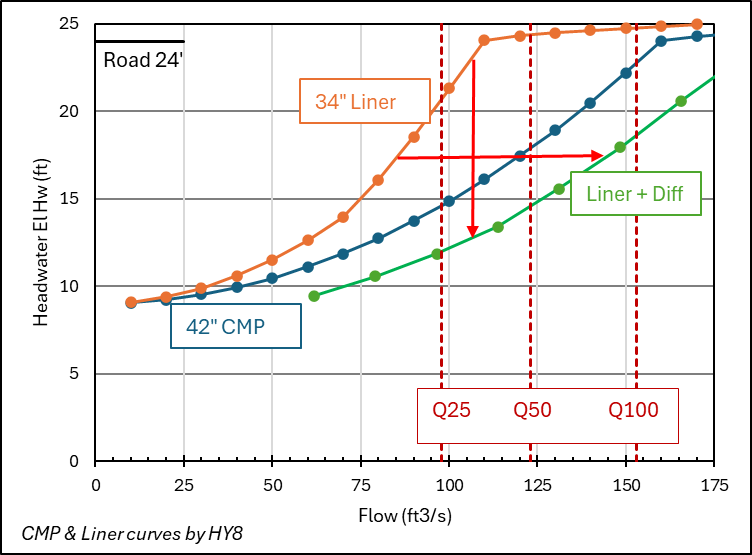 25
Road 24'
34" Liner
20
15
Liner + Diff
Headwater El Hw (ft)
10
42" CMP
5
Q25 Q50 Q100
0
0 25 50 75 100 125 150 175
Flow (ft3/s)
CMP & Liner curves by HY8